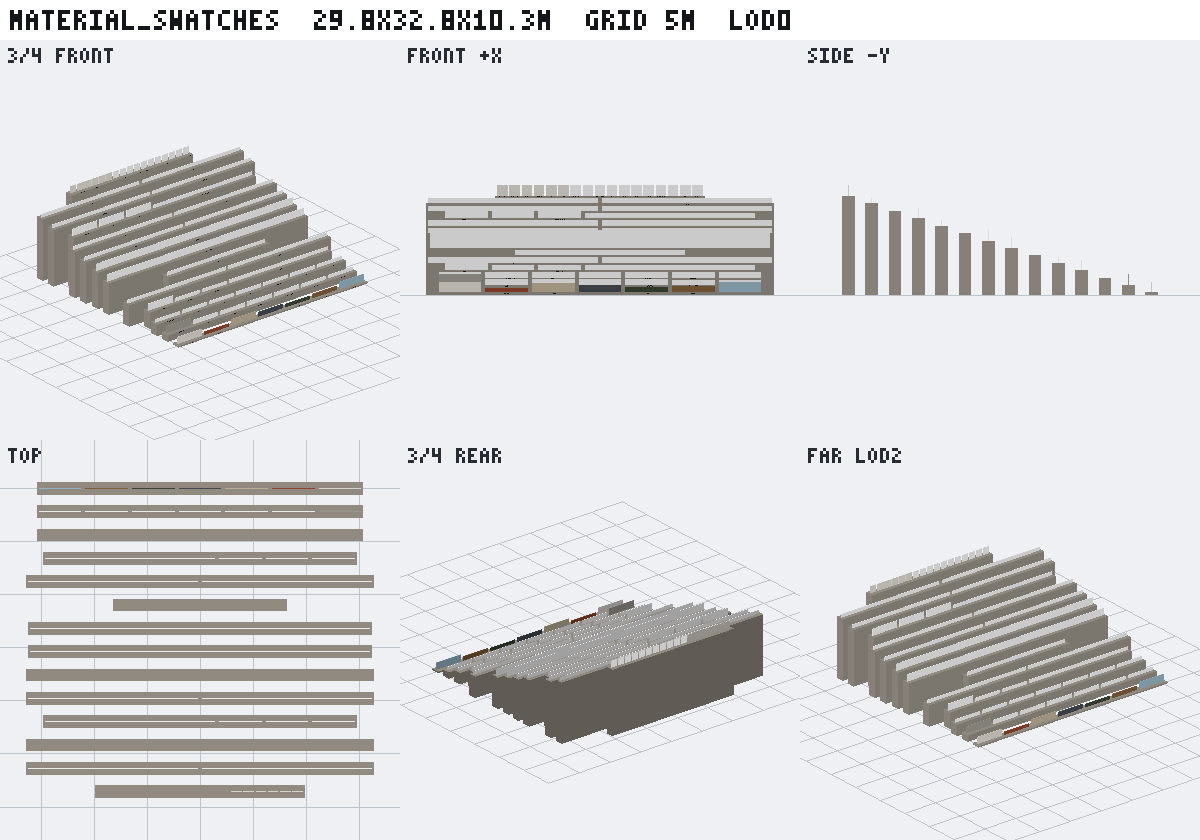 MATERIAL_SWATCHES 29.8X32.8X10.3M GRID 5M LOD0
3/4 FRONT
FRONT +X
SIDE -Y
TOP
3/4 REAR
FAR LOD2